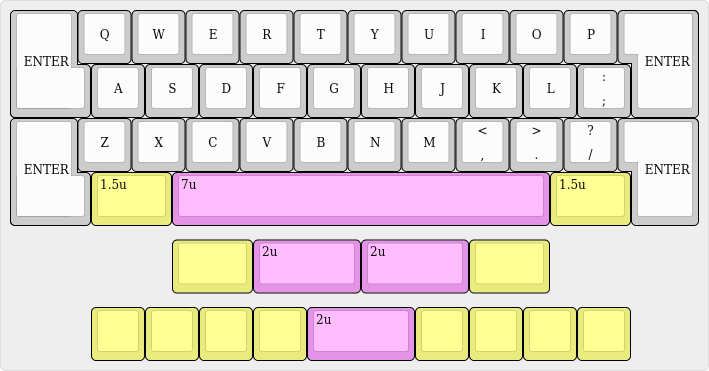 ENTER Q W E R T Y U I O P ENTER
A S D F G H J K L :
;
ENTER Z X C V B N M < > ? ENTER
, . /
1.5u 7u 1.5u
2u 2u
2u